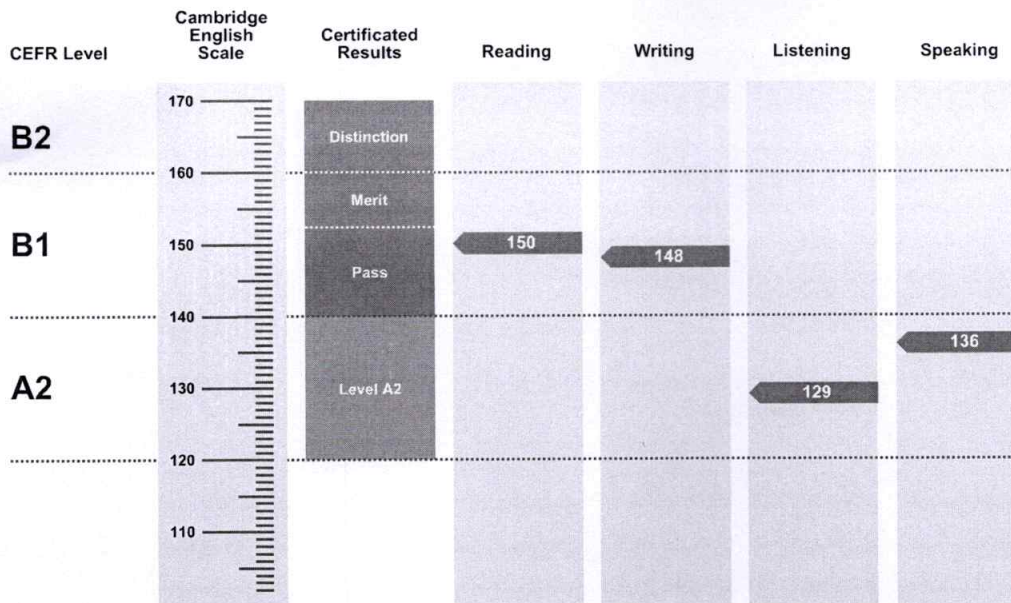 CEFR Level
Cambridge
English
Scale
Certificated
Results
Reading
Writing
Listening
Speaking
B2
B1
A2
170
160
150
140
130
120
110
Distinction
Merit
Pass
Level A2
150
148
129
136